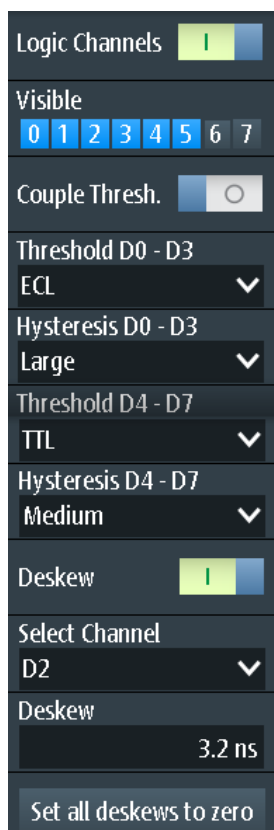 Logic Channels I
Visible
0 1 2 3 4 5 6 7
Couple Thresh. O
Threshold D0 - D3
ECL
Hysteresis D0 - D3
Large
Threshold D4 - D7
TTL
Hysteresis D4 - D7
Medium
Deskew I
Select Channel
D2
Deskew
3.2 ns
Set all deskews to zero